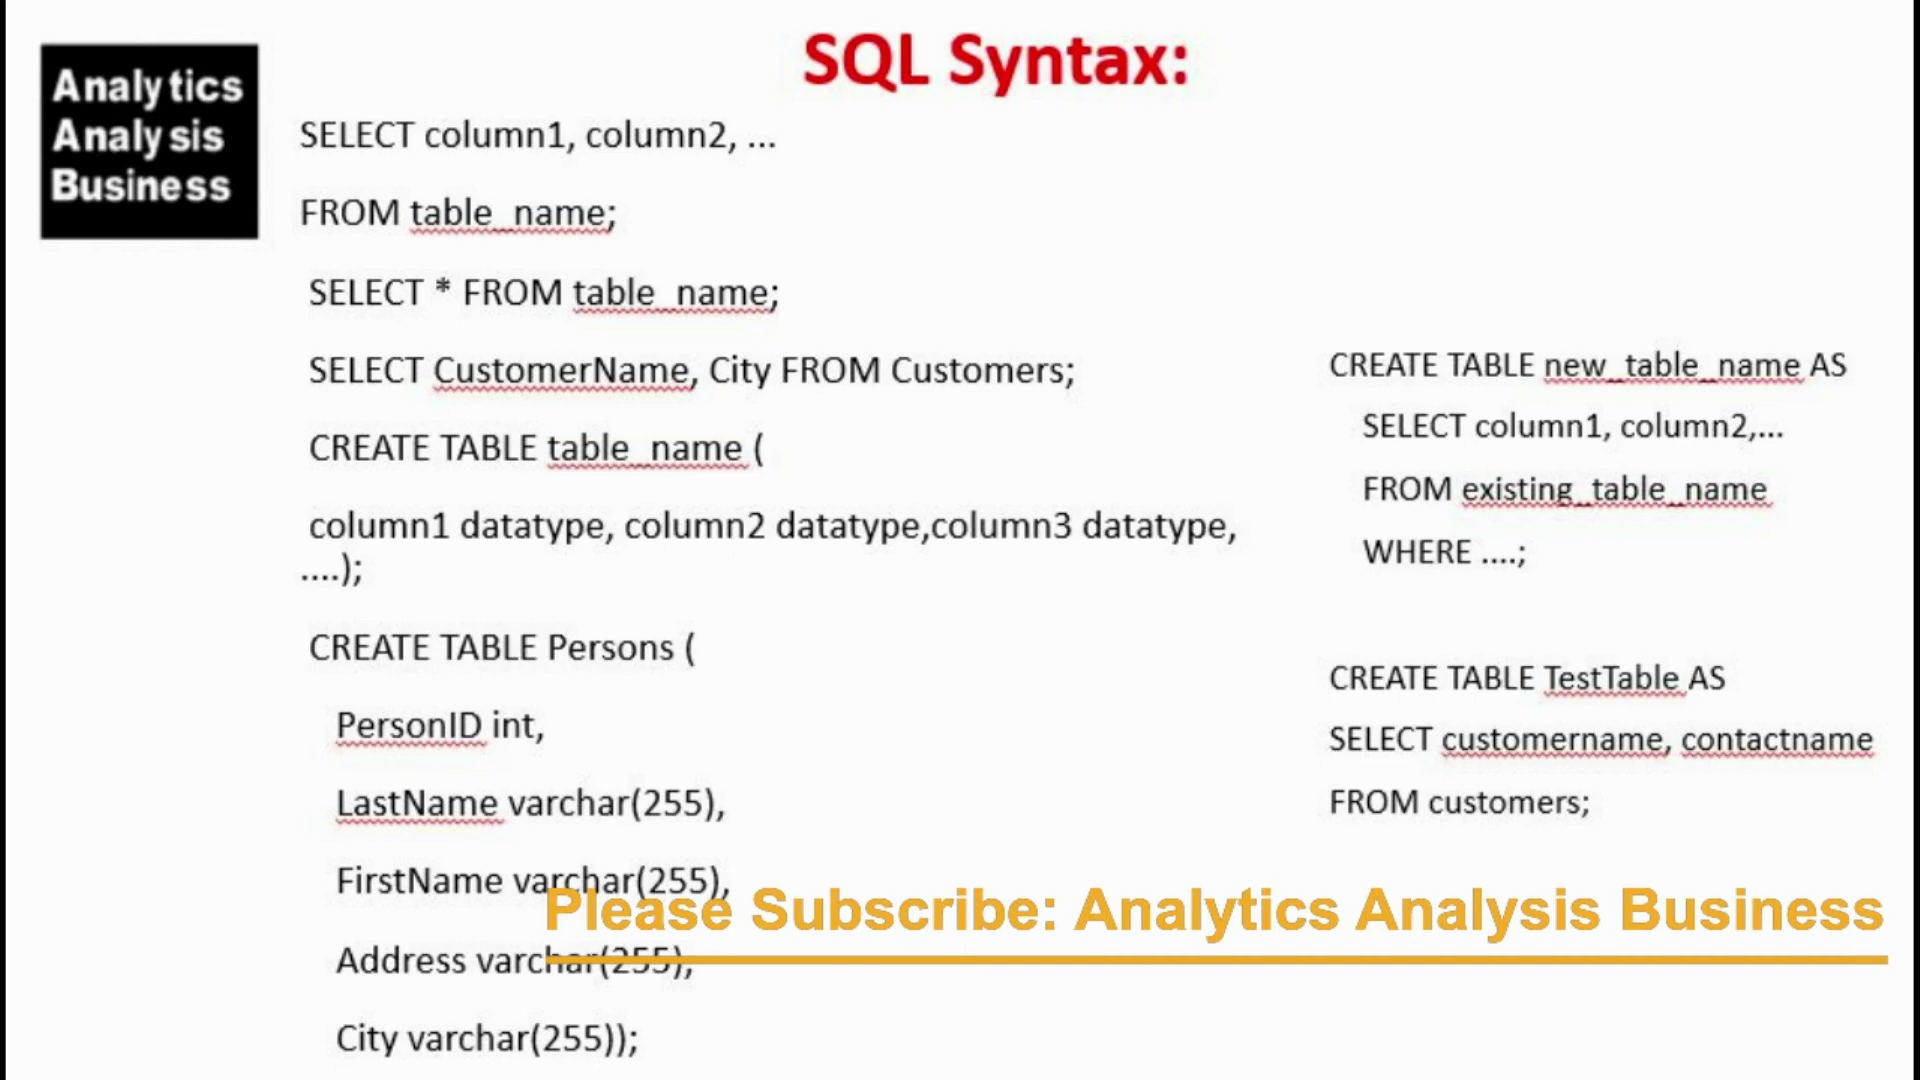 SQL Syntax:
Analytics
Analysis
Business
SELECT column1, column2, ...
FROM table_name;
SELECT * FROM table_name;
SELECT CustomerName, City FROM Customers;
CREATE TABLE table_name (
column1 datatype, column2 datatype,column3 datatype,
....);
CREATE TABLE Persons (
PersonID int,
LastName varchar(255),
FirstName varchar(255),
Address varchar(255),
City varchar(255));
CREATE TABLE new_table_name AS
SELECT column1, column2,...
FROM existing_table_name
WHERE ....;
CREATE TABLE TestTable AS
SELECT customername, contactname
FROM customers;
Please Subscribe: Analytics Analysis Business